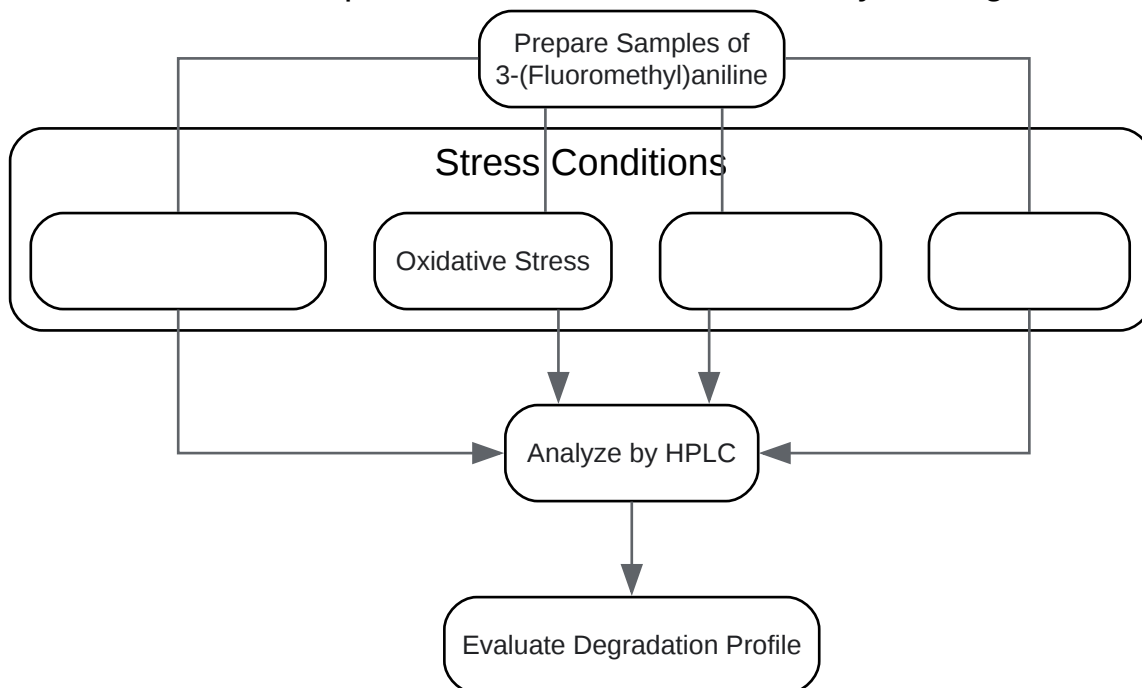 Prepare Samples of
3-(Fluoromethyl)aniline
Stress Conditions
Oxidative Stress
Analyze by HPLC
Evaluate Degradation Profile